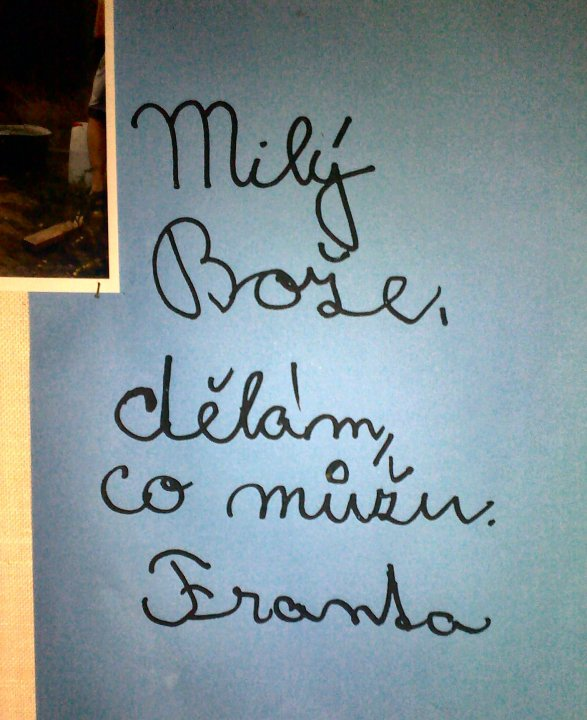 Milý
Bože,
dělám,
co můžu.
Franta